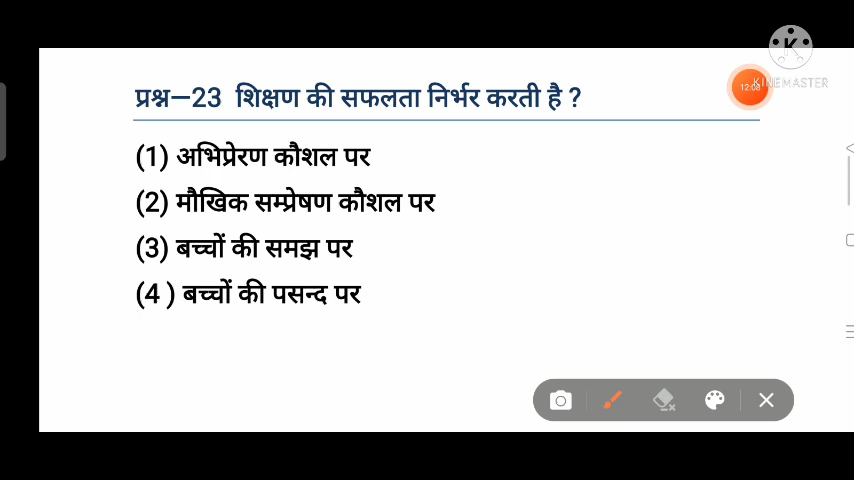 KINEMASTER
12:08
प्रश्न—23 शिक्षण की सफलता निर्भर करती है ?
(1) अभिप्रेरण कौशल पर
(2) मौखिक सम्प्रेषण कौशल पर
(3) बच्चों की समझ पर
(4 ) बच्चों की पसन्द पर